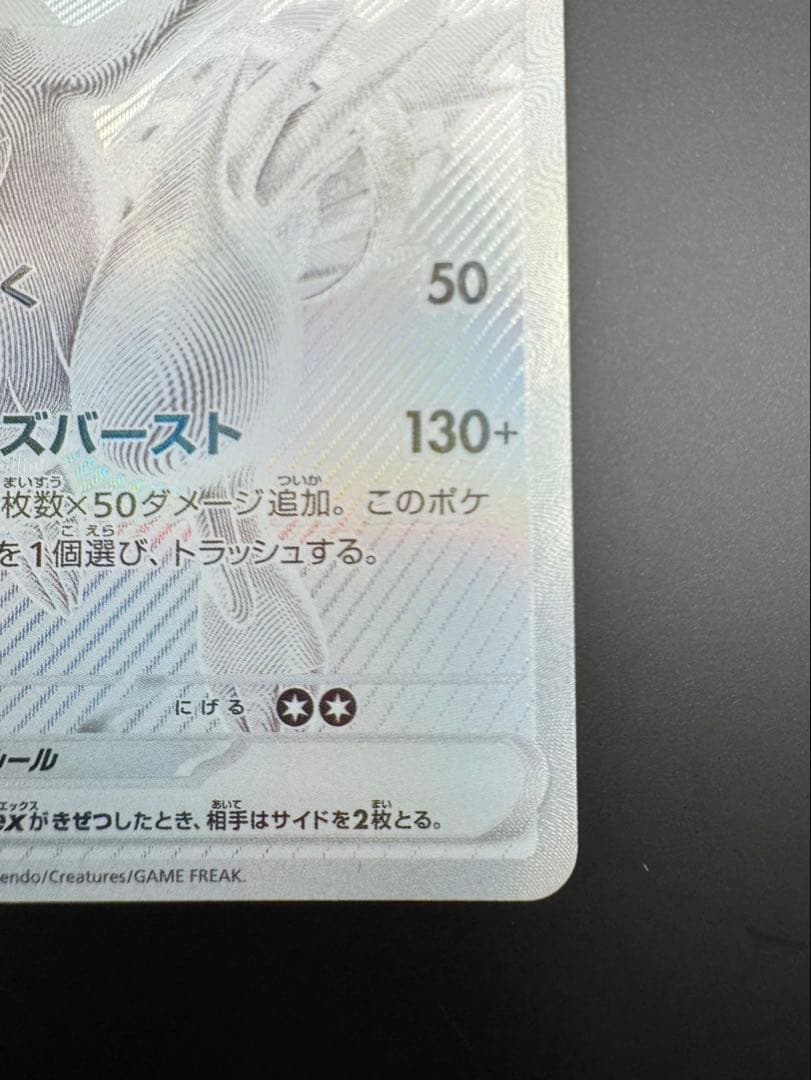 く 50
ズバースト 130+
まいすう ついか
枚数×50ダメージ追加。このポケ
こ えら
を1個選び、トラッシュする。
にげる
ルール
エックス あいて まい
exがきぜつしたとき、相手はサイドを2枚とる。
endo/Creatures/GAME FREAK.